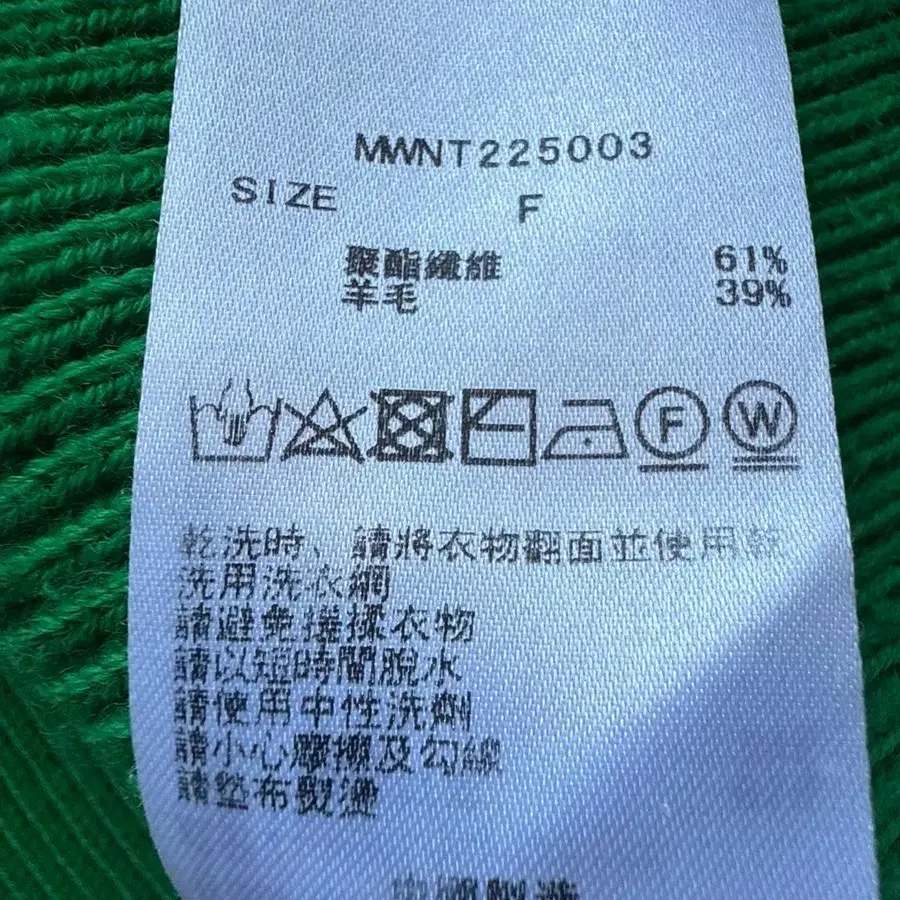 MWNT225003
SIZE F
聚酯纖維 61%
羊毛 39%
F W
乾洗時、請將衣物翻面並使用乾
洗用洗衣網
請避免搓揉衣物
請以短時間脫水
請使用中性洗劑
請小心摩擦及勾線
請墊布熨燙